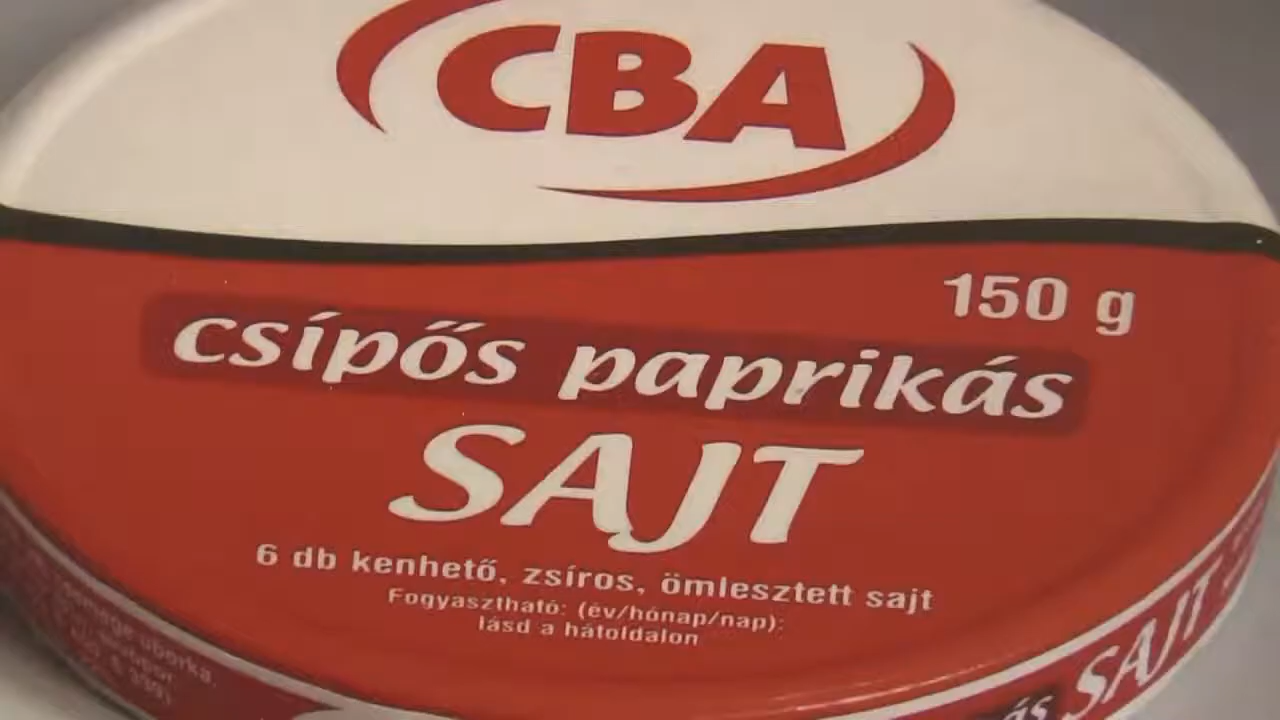 CBA
150 g
csípős paprikás
SAJT
6 db kenhető, zsíros, ömlesztett sajt
Fogyasztható: (év/hónap/nap):
lásd a hátoldalon
SAJT